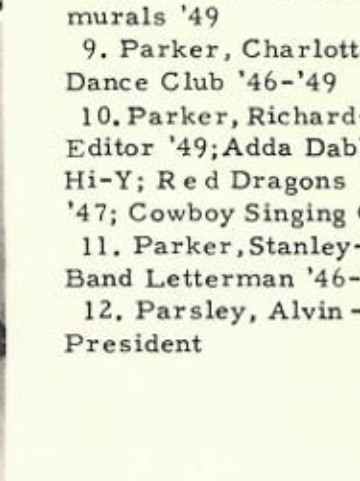 murals '49
9. Parker, Charlott
Dance Club '46-'49
10. Parker, Richard-
Editor '49; Adda Dab
Hi-Y; Red Dragons
'47; Cowboy Singing
11. Parker, Stanley-
Band Letterman '46-
12. Parsley, Alvin -
President